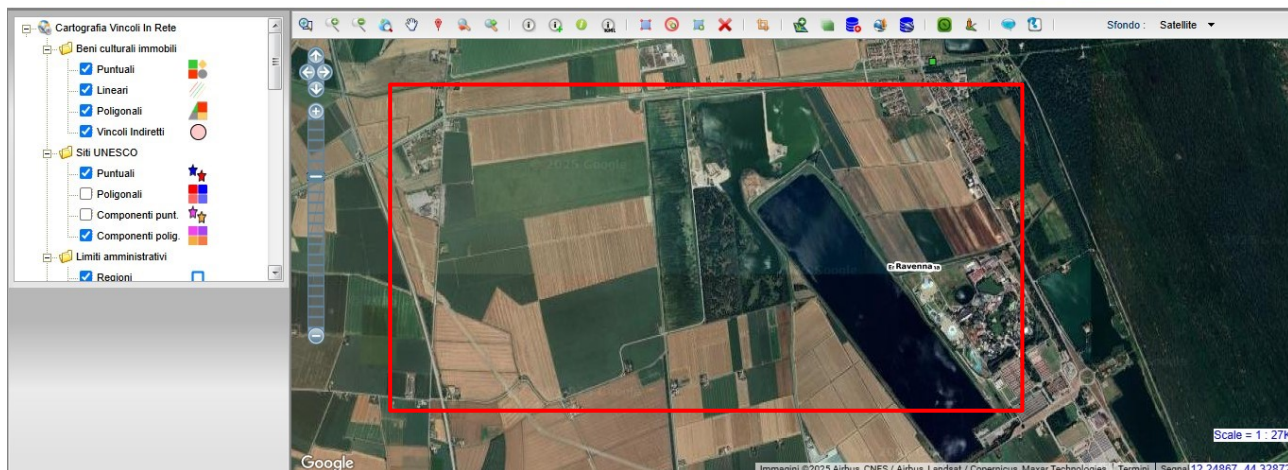 Cartografia Vincoli In Rete
Beni culturali immobili
Puntuali
Lineari
Poligonali
Vincoli Indiretti
Siti UNESCO
Puntuali
Poligonali
Componenti punt.
Componenti polig.
Limiti amministrativi
Regioni
Sfondo : Satellite
2025 Google
Ravenna
Scale = 1 : 27K
Google
Immagini ©2025 Airbus, CNES / Airbus, Landsat / Copernicus, Maxar Technologies Termini